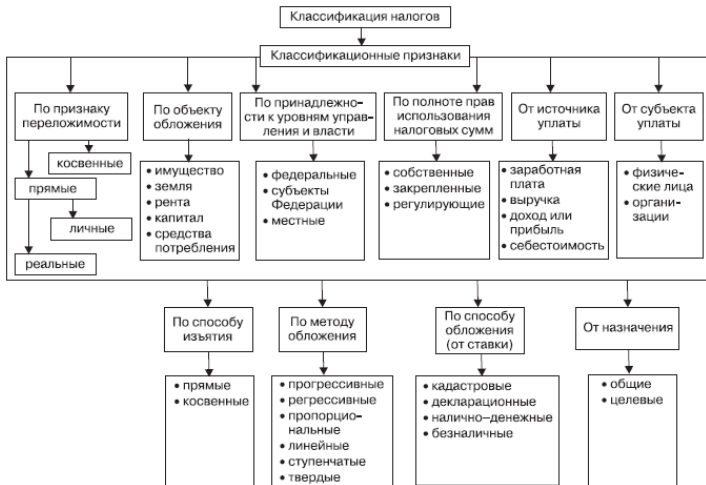 Классификация налогов
Классификационные признаки
По признаку
переложимости
косвенные
прямые
личные
реальные
По объекту
обложения
• имущество
• земля
• рента
• капитал
• средства
потребления
По принадлежно-
сти к уровням управ-
ления и власти
• федеральные
• субъекты
Федерации
• местные
По полноте прав
использования
налоговых сумм
• собственные
• закрепленные
• регулирующие
От источника
уплаты
• заработная
плата
• выручка
• доход или
прибыль
• себестоимость
От субъекта
уплаты
• физиче-
ские лица
• органи-
зации
По способу
изъятия
• прямые
• косвенные
По методу
обложения
• прогрессивные
• регрессивные
• пропорцио-
нальные
• линейные
• ступенчатые
• твердые
По способу
обложения
(от ставки)
• кадастровые
• декларационные
• налично–денежные
• безналичные
От назначения
• общие
• целевые